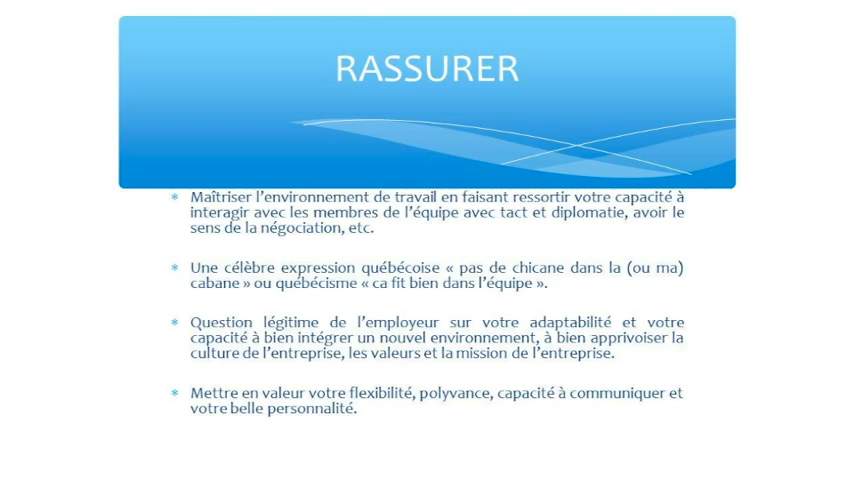 RASSURER
* Maîtriser l'environnement de travail en faisant ressortir votre capacité à
interagir avec les membres de l'équipe avec tact et diplomatie, avoir le
sens de la négociation, etc.
* Une célèbre expression québécoise « pas de chicane dans la (ou ma)
cabane » ou québécisme « ca fit bien dans l'équipe ».
* Question légitime de l'employeur sur votre adaptabilité et votre
capacité à bien intégrer un nouvel environnement, à bien apprivoiser la
culture de l'entreprise, les valeurs et la mission de l'entreprise.
* Mettre en valeur votre flexibilité, polyvance, capacité à communiquer et
votre belle personnalité.